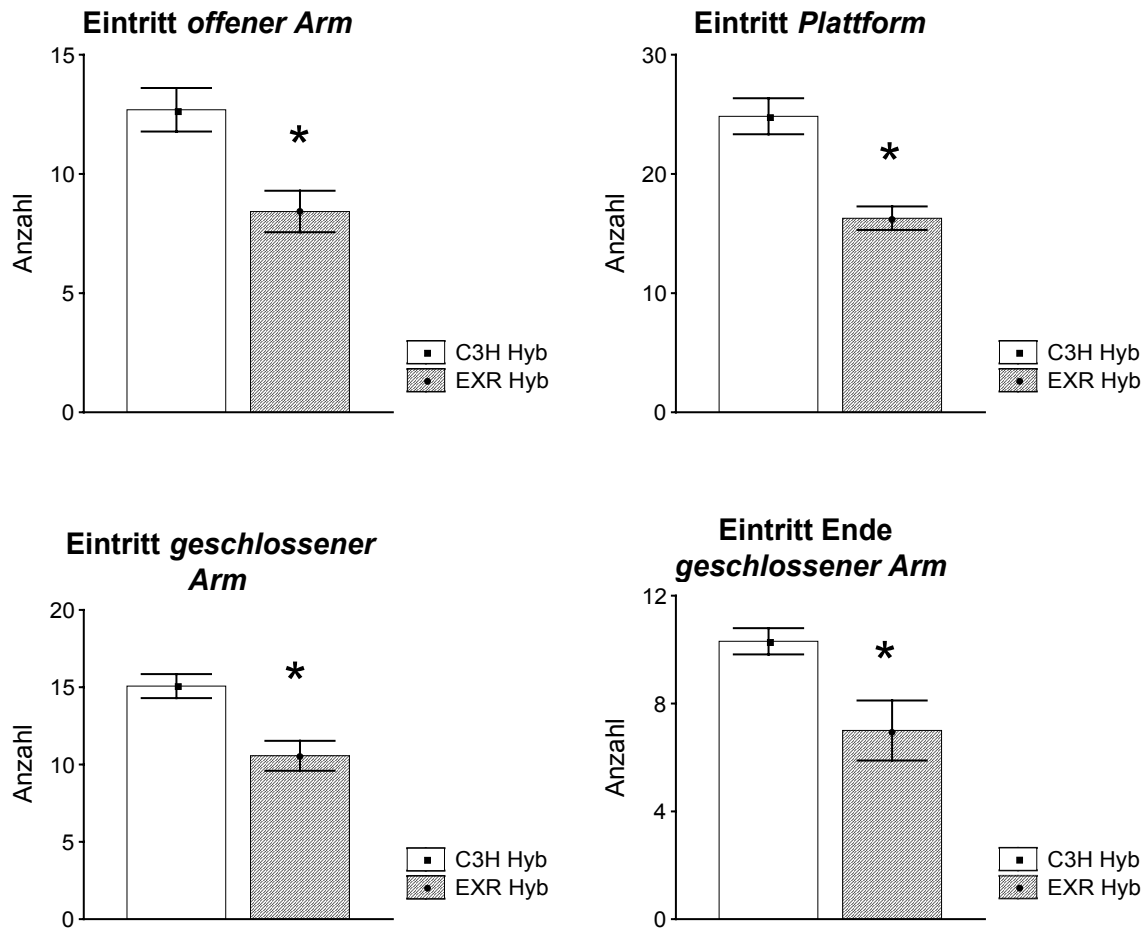 Eintritt offener Arm
15
10
5
0
Anzahl
*
C3H Hyb
EXR Hyb
Eintritt Plattform
30
20
10
0
Anzahl
*
C3H Hyb
EXR Hyb
Eintritt geschlossener
Arm
20
15
10
5
0
Anzahl
*
C3H Hyb
EXR Hyb
Eintritt Ende
geschlossener Arm
12
8
4
0
Anzahl
*
C3H Hyb
EXR Hyb